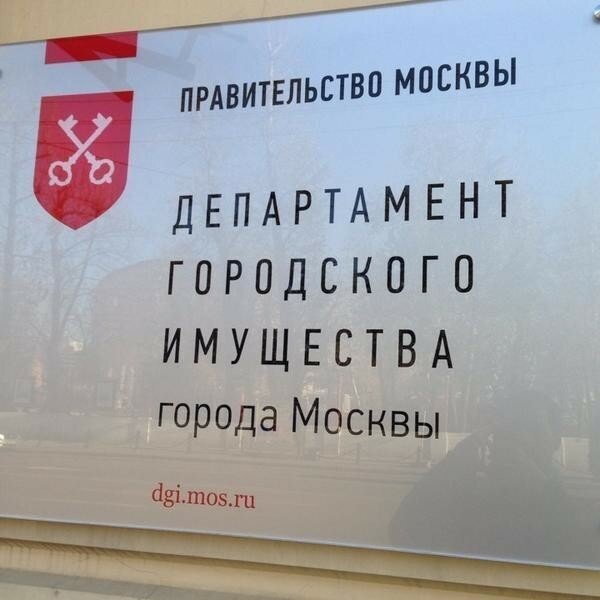 ПРАВИТЕЛЬСТВО МОСКВЫ
ДЕПАРТАМЕНТ
ГОРОДСКОГО
ИМУЩЕСТВА
города Москвы
dgi.mos.ru